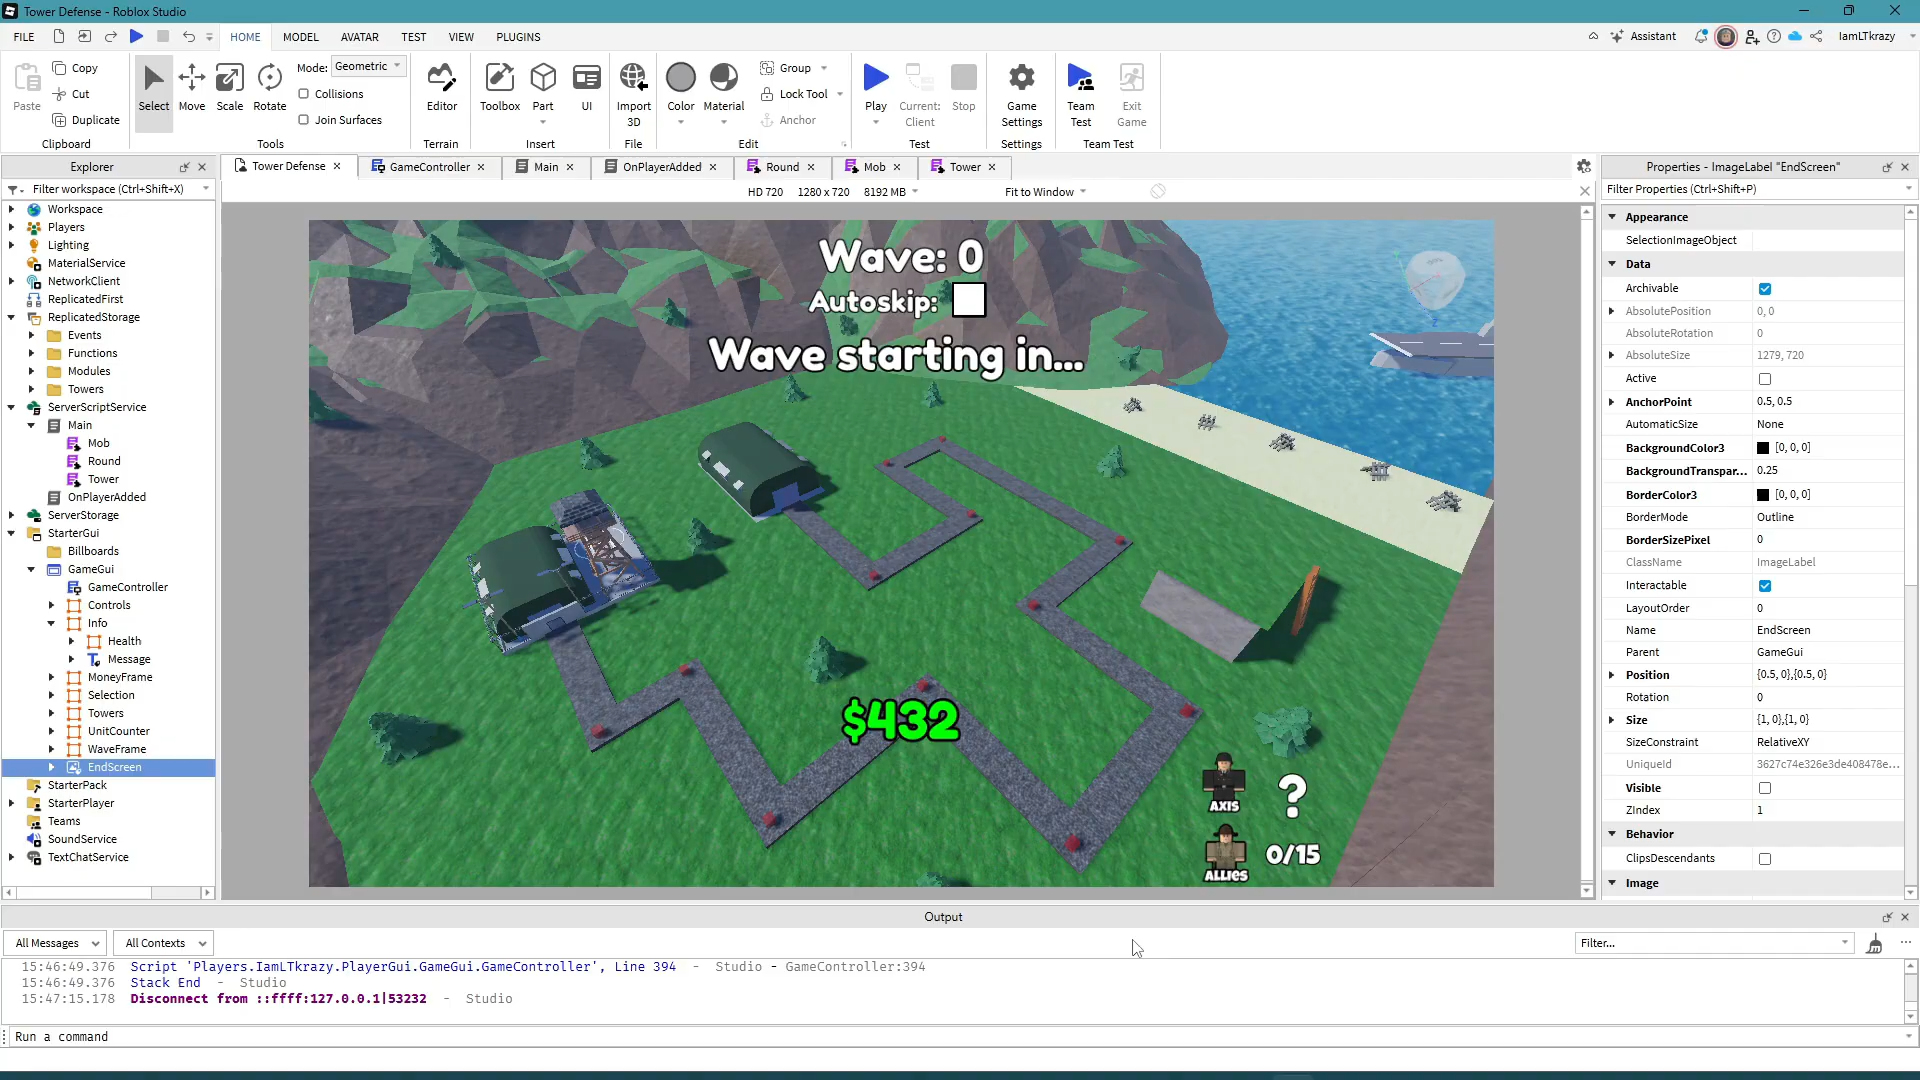 Tower Defense - Roblox Studio
FILE
HOME
MODEL
AVATAR
TEST
VIEW
PLUGINS
Assistant
IamLTkrazy
Paste
Copy
Cut
Duplicate
Clipboard
Select
Move
Scale
Rotate
Mode: Geometric
Collisions
Join Surfaces
Tools
Editor
Terrain
Toolbox
Part
UI
Insert
Import 3D
File
Color
Material
Group
Lock Tool
Anchor
Edit
Play
Current: Client
Stop
Test
Game Settings
Settings
Team Test
Exit Game
Team Test
Explorer
Filter workspace (Ctrl+Shift+X)
Workspace
Players
Lighting
MaterialService
NetworkClient
ReplicatedFirst
ReplicatedStorage
Events
Functions
Modules
Towers
ServerScriptService
Main
Mob
Round
Tower
OnPlayerAdded
ServerStorage
StarterGui
Billboards
GameGui
GameController
Controls
Info
Health
Message
MoneyFrame
Selection
Towers
UnitCounter
WaveFrame
EndScreen
StarterPack
StarterPlayer
Teams
SoundService
TextChatService
Tower Defense
GameController
Main
OnPlayerAdded
Round
Mob
Tower
HD 720 1280 x 720 8192 MB
Fit to Window
Wave: 0
Autoskip:
Wave starting in...
$432
AXIS
?
ALLIES
0/15
Properties - ImageLabel "EndScreen"
Filter Properties (Ctrl+Shift+P)
Appearance
SelectionImageObject
Data
Archivable
AbsolutePosition 0, 0
AbsoluteRotation 0
AbsoluteSize 1279, 720
Active
AnchorPoint 0.5, 0.5
AutomaticSize None
BackgroundColor3 [0, 0, 0]
BackgroundTranspar... 0.25
BorderColor3 [0, 0, 0]
BorderMode Outline
BorderSizePixel 0
ClassName ImageLabel
Interactable
LayoutOrder 0
Name EndScreen
Parent GameGui
Position {0.5, 0},{0.5, 0}
Rotation 0
Size {1, 0},{1, 0}
SizeConstraint RelativeXY
UniqueId 3627c74e326e3de408478e...
Visible
ZIndex 1
Behavior
ClipsDescendants
Image
Output
All Messages
All Contexts
Filter...
15:46:49.376 Script 'Players.IamLTkrazy.PlayerGui.GameGui.GameController', Line 394 - Studio - GameController:394
15:46:49.376 Stack End - Studio
15:47:15.178 Disconnect from ::ffff:127.0.0.1|53232 - Studio
Run a command